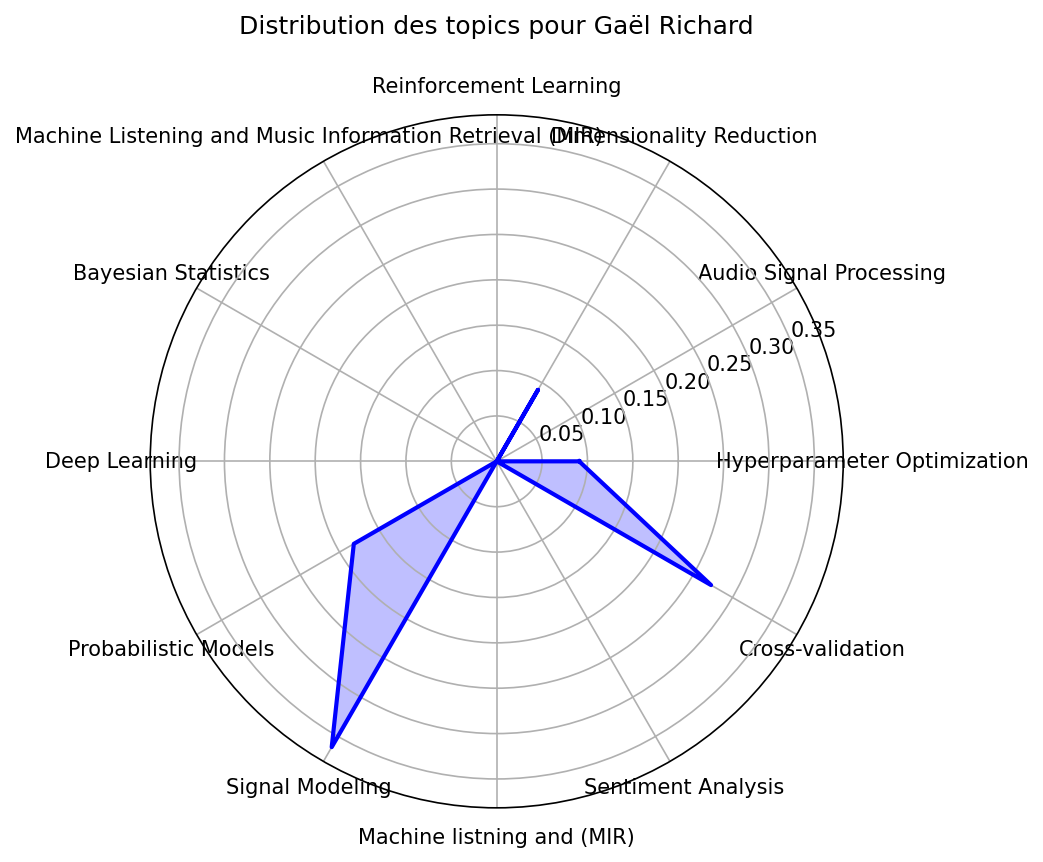 Distribution des topics pour Gaël Richard
Reinforcement Learning
Machine Listening and Music Information Retrieval (MIR)
Dimensionality Reduction
Bayesian Statistics
Audio Signal Processing
0.35
0.30
0.25
0.20
0.15
0.10
0.05
Deep Learning
Hyperparameter Optimization
Probabilistic Models
Cross-validation
Signal Modeling
Sentiment Analysis
Machine listning and (MIR)